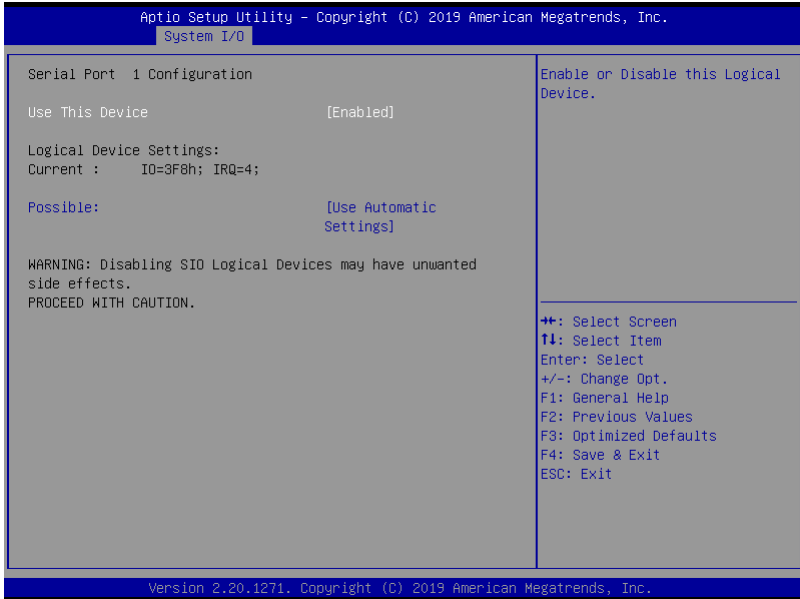 Aptio Setup Utility – Copyright (C) 2019 American Megatrends, Inc.
System I/O
Serial Port 1 Configuration
Use This Device [Enabled]
Logical Device Settings:
Current : IO=3F8h; IRQ=4;
Possible: [Use Automatic
Settings]
WARNING: Disabling SIO Logical Devices may have unwanted
side effects.
PROCEED WITH CAUTION.
Enable or Disable this Logical
Device.
→←: Select Screen
↑↓: Select Item
Enter: Select
+/-: Change Opt.
F1: General Help
F2: Previous Values
F3: Optimized Defaults
F4: Save & Exit
ESC: Exit
Version 2.20.1271. Copyright (C) 2019 American Megatrends, Inc.